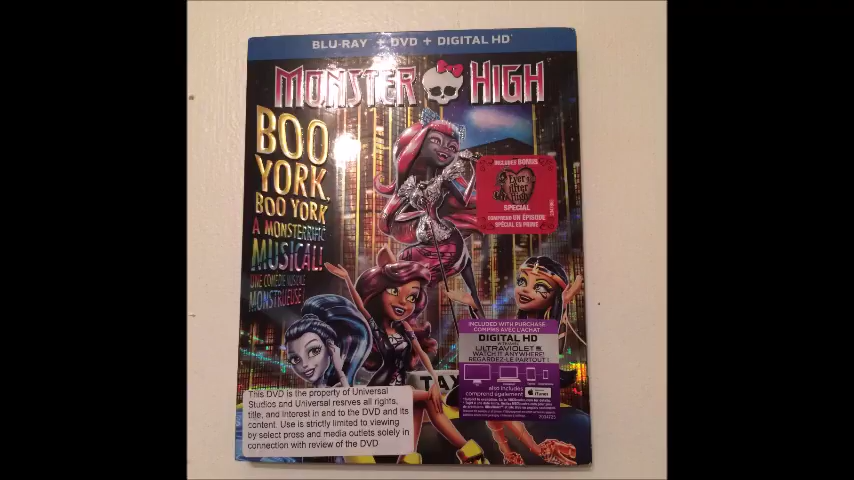 BLU-RAY + DVD + DIGITAL HD
MONSTER HIGH
BOO
YORK,
BOO YORK
A MONSTERRIFIC
MUSICAL!
UNE COMÉDIE MUSICALE
MONSTRUEUSE!
INCLUDES BONUS
Ever
After
High
SPECIAL
COMPREND UN ÉPISODE
SPÉCIAL EN PRIME
INCLUDED WITH PURCHASE
COMPRIS AVEC L'ACHAT
DIGITAL HD
ULTRAVIOLET
WATCH IT ANYWHERE!
REGARDEZ-LE PARTOUT!
also includes
comprend également
iTunes
TAX
This DVD is the property of Universal
Studios and Universal resrves all rights,
title, and interest in and to the DVD and its
content. Use is strictly limited to viewing
by select press and media outlets solely in
connection with review of the DVD